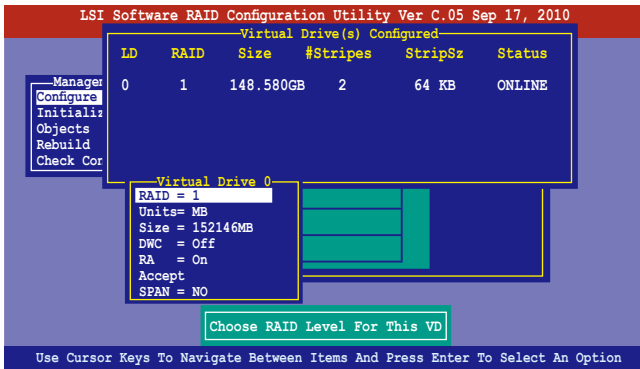 LSI Software RAID Configuration Utility Ver C.05 Sep 17, 2010
Virtual Drive(s) Configured
LD RAID Size #Stripes StripSz Status
0 1 148.580GB 2 64 KB ONLINE
Configure
Objects
Rebuild
Check
Virtual Drive 0
RAID = 1
Units= MB
Size = 152146MB
DWC = Off
RA = On
Accept
SPAN = NO
Choose RAID Level For This VD
Use Cursor Keys To Navigate Between Items And Press Enter To Select An Option